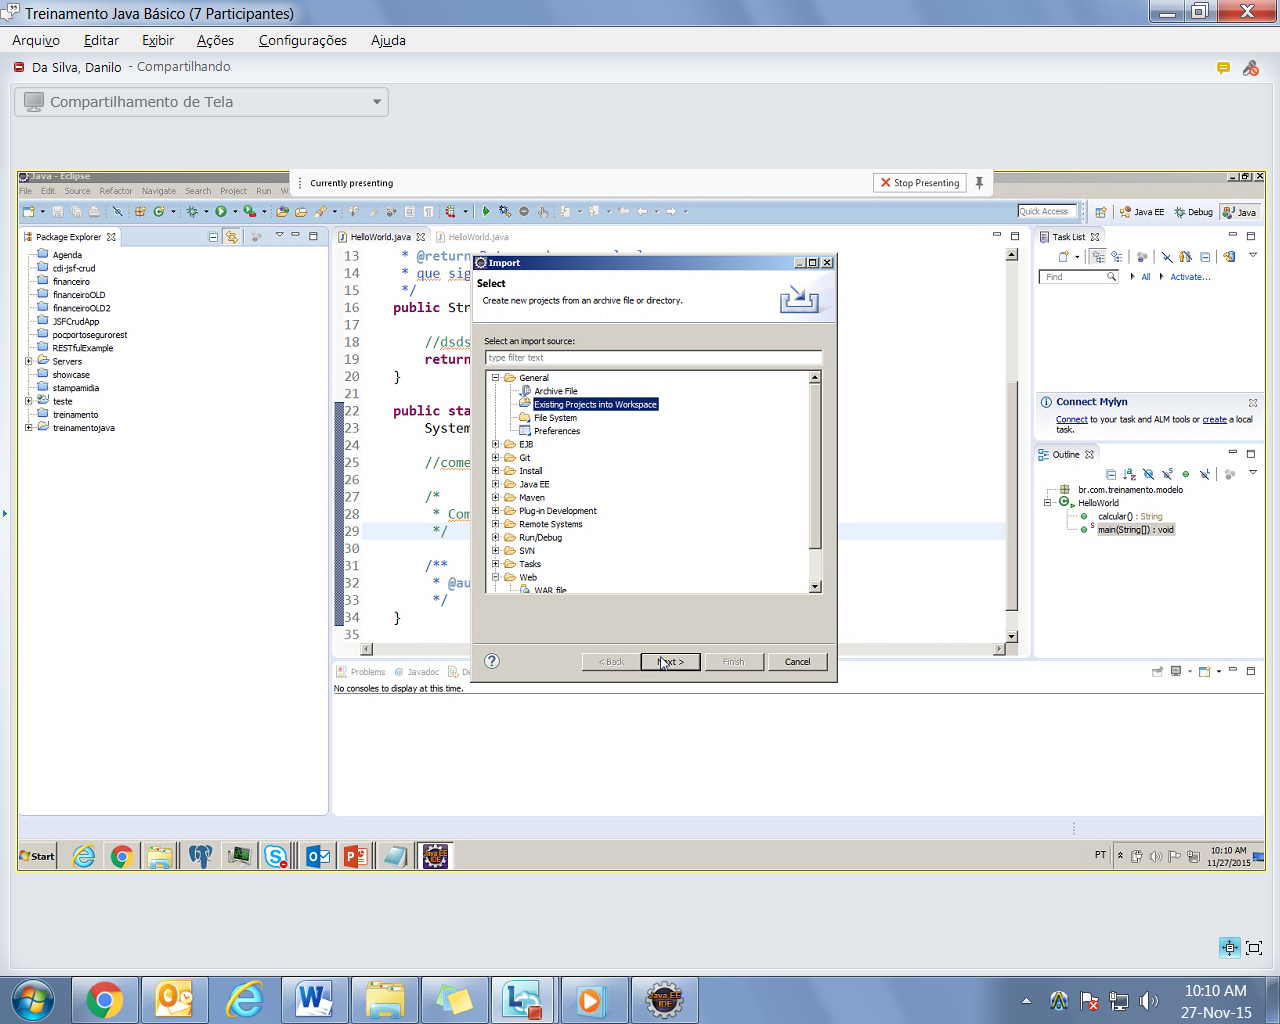 Treinamento Java Básico (7 Participantes)
Arquivo Editar Exibir Ações Configurações Ajuda
Da Silva, Danilo - Compartilhando
Compartilhamento de Tela
Java - Eclipse
Currently presenting
Stop Presenting
File Edit Source Refactor Navigate Search Project Run
Quick Access
Java EE
Debug
Java
Package Explorer
Agenda
cdi-jsf-crud
financeiro
financeiroOLD
financeiroOLD2
JSFCrudApp
pocportosegurorest
RESTfulExample
Servers
showcase
stampamidia
teste
treinamento
treinamentojava
HelloWorld.java
HelloWorld.java
13 * @return
14 * que sig
15 */
16 public Str
17
18 //dsds
19 return
20 }
21
22 public sta
23 System
24
25 //come
26
27 /*
28 * Com
29 */
30
31 /**
32 * @au
33 */
34 }
35
Import
Select
Create new projects from an archive file or directory.
Select an import source:
type filter text
General
Archive File
Existing Projects into Workspace
File System
Preferences
EJB
Git
Install
Java EE
Maven
Plug-in Development
Remote Systems
Run/Debug
SVN
Tasks
Web
WAR file
< Back
Finish
Cancel
Task List
Find
All
Activate...
Connect Mylyn
Connect to your task and ALM tools or create a local
task.
Outline
br.com.treinamento.modelo
HelloWorld
calcular() : String
main(String[]) : void
Problems @ Javadoc
No consoles to display at this time.
Start
PT
10:10 AM
11/27/2015
10:10 AM
27-Nov-15